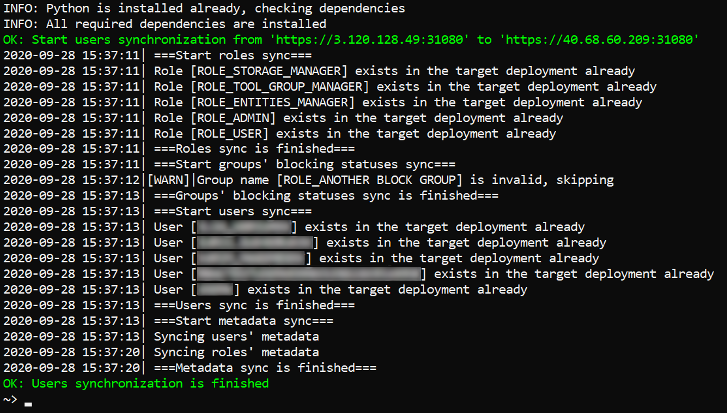 INFO: Python is installed already, checking dependencies
INFO: All required dependencies are installed
OK: Start users synchronization from 'https://3.120.128.49:31080' to 'https://40.68.60.209:31080'
2020-09-28 15:37:11| ===Start roles sync===
2020-09-28 15:37:11| Role [ROLE_STORAGE_MANAGER] exists in the target deployment already
2020-09-28 15:37:11| Role [ROLE_TOOL_GROUP_MANAGER] exists in the target deployment already
2020-09-28 15:37:11| Role [ROLE_ENTITIES_MANAGER] exists in the target deployment already
2020-09-28 15:37:11| Role [ROLE_ADMIN] exists in the target deployment already
2020-09-28 15:37:11| Role [ROLE_USER] exists in the target deployment already
2020-09-28 15:37:11| ===Roles sync is finished===
2020-09-28 15:37:11| ===Start groups' blocking statuses sync===
2020-09-28 15:37:12|[WARN]|Group name [ROLE_ANOTHER BLOCK GROUP] is invalid, skipping
2020-09-28 15:37:13| ===Groups' blocking statuses sync is finished===
2020-09-28 15:37:13| ===Start users sync===
2020-09-28 15:37:13| User [] exists in the target deployment already
2020-09-28 15:37:13| User [] exists in the target deployment already
2020-09-28 15:37:13| User [] exists in the target deployment already
2020-09-28 15:37:13| User [] exists in the target deployment already
2020-09-28 15:37:13| User [] exists in the target deployment already
2020-09-28 15:37:13| ===Users sync is finished===
2020-09-28 15:37:13| ===Start metadata sync===
2020-09-28 15:37:13| Syncing users' metadata
2020-09-28 15:37:20| Syncing roles' metadata
2020-09-28 15:37:20| ===Metadata sync is finished===
OK: Users synchronization is finished
~> _